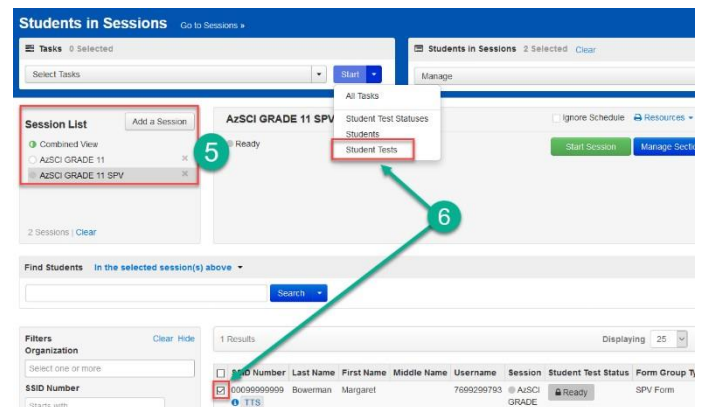 Students in Sessions Go to Sessions »
Tasks 0 Selected
Students in Sessions 2 Selected Clear
Select Tasks
Start
Manage
All Tasks
Student Test Statuses
Students
Student Tests
Session List
Add a Session
Combined View
AZSCI GRADE 11
AZSCI GRADE 11 SPV
2 Sessions | Clear
5
AzSCI GRADE 11 SPV
Ready
Ignore Schedule
Resources
Start Session
Manage Sectio
6
Find Students In the selected session(s) above
Search
Filters
Clear Hide
Organization
Select one or more
SSID Number
Starts with
1 Results
Displaying 25
SSID Number Last Name First Name Middle Name Username Session Student Test Status Form Group Ty
00099999999 Bowerman Margaret 7699299793 AzSCI Ready SPV Form
TTS GRADE